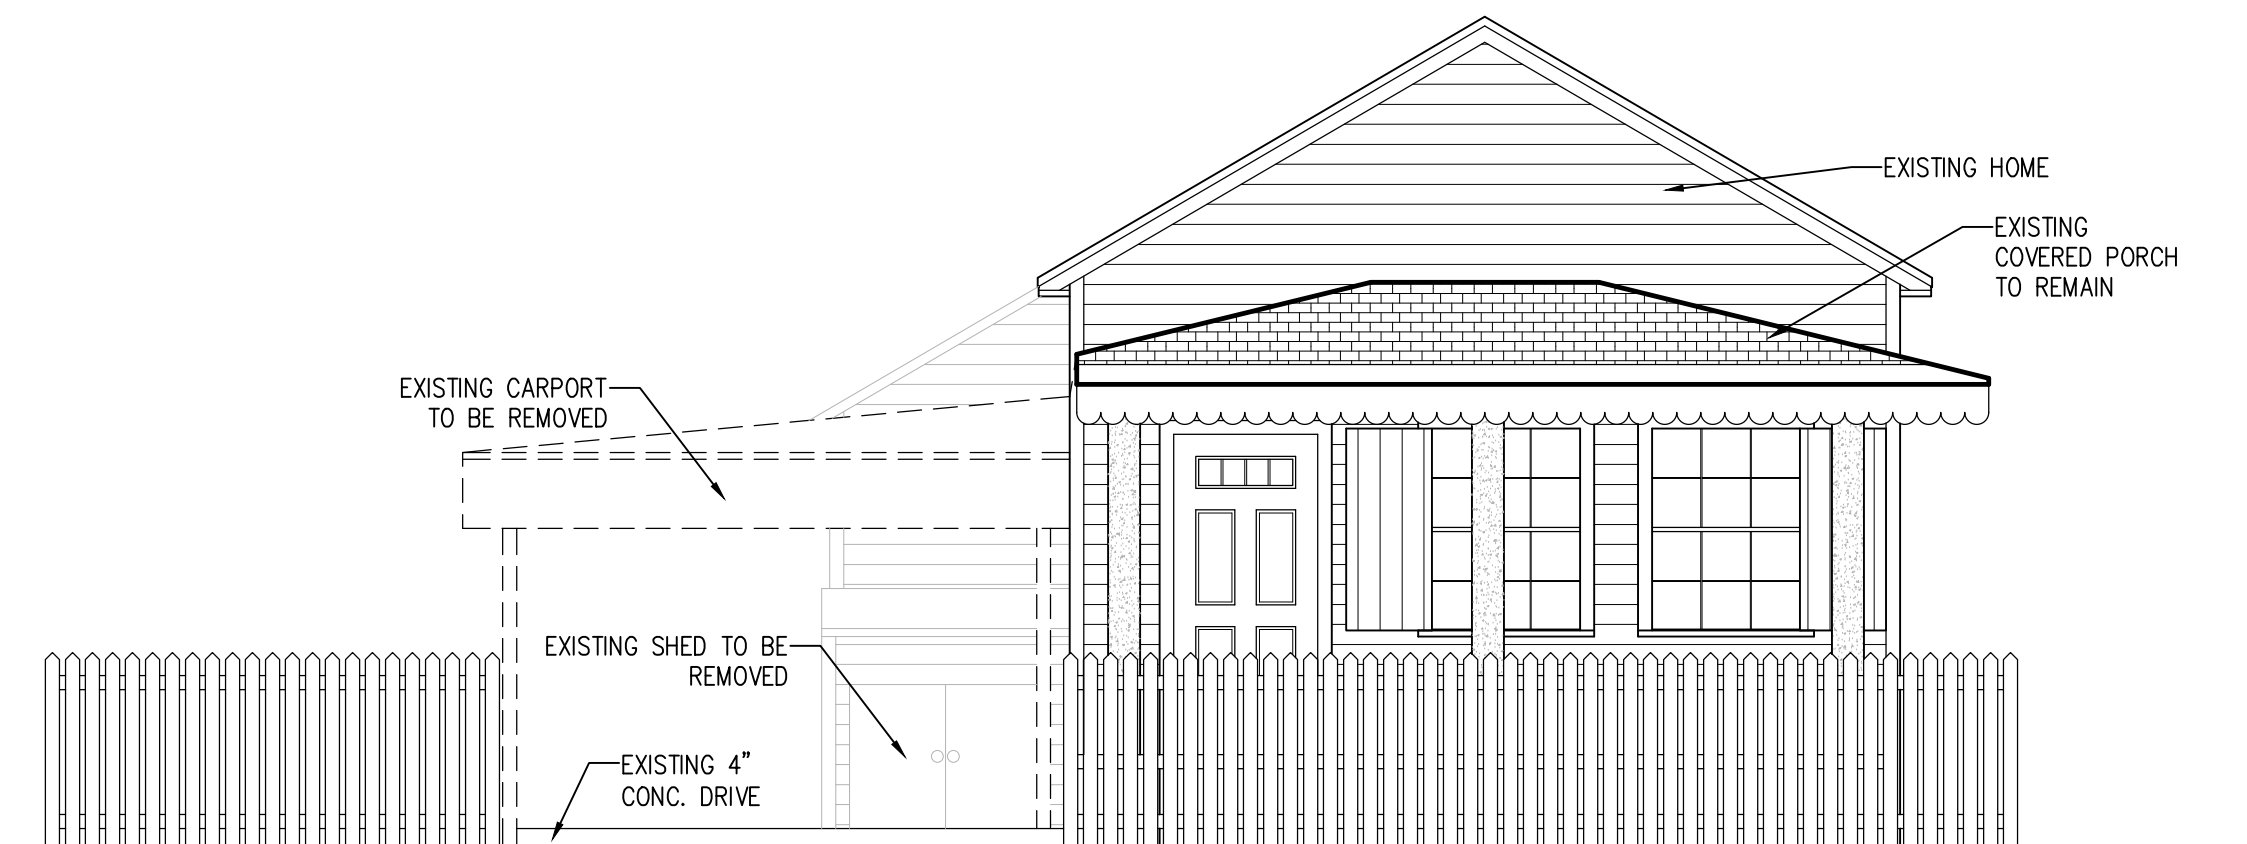 EXISTING HOME
EXISTING
COVERED PORCH
TO REMAIN
EXISTING CARPORT
TO BE REMOVED
EXISTING SHED TO BE
REMOVED
EXISTING 4”
CONC. DRIVE